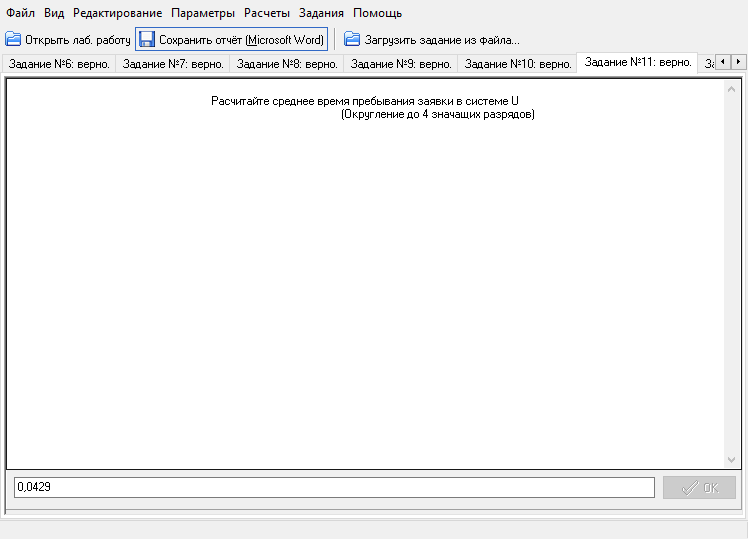 Файл Вид Редактирование Параметры Расчеты Задания Помощь
Открыть лаб. работу Сохранить отчёт (Microsoft Word) Загрузить задание из файла...
Задание №6: верно. Задание №7: верно. Задание №8: верно. Задание №9: верно. Задание №10: верно. Задание №11: верно.
Расчитайте среднее время пребывания заявки в системе U
(Округление до 4 значащих разрядов)
0,0429 OK